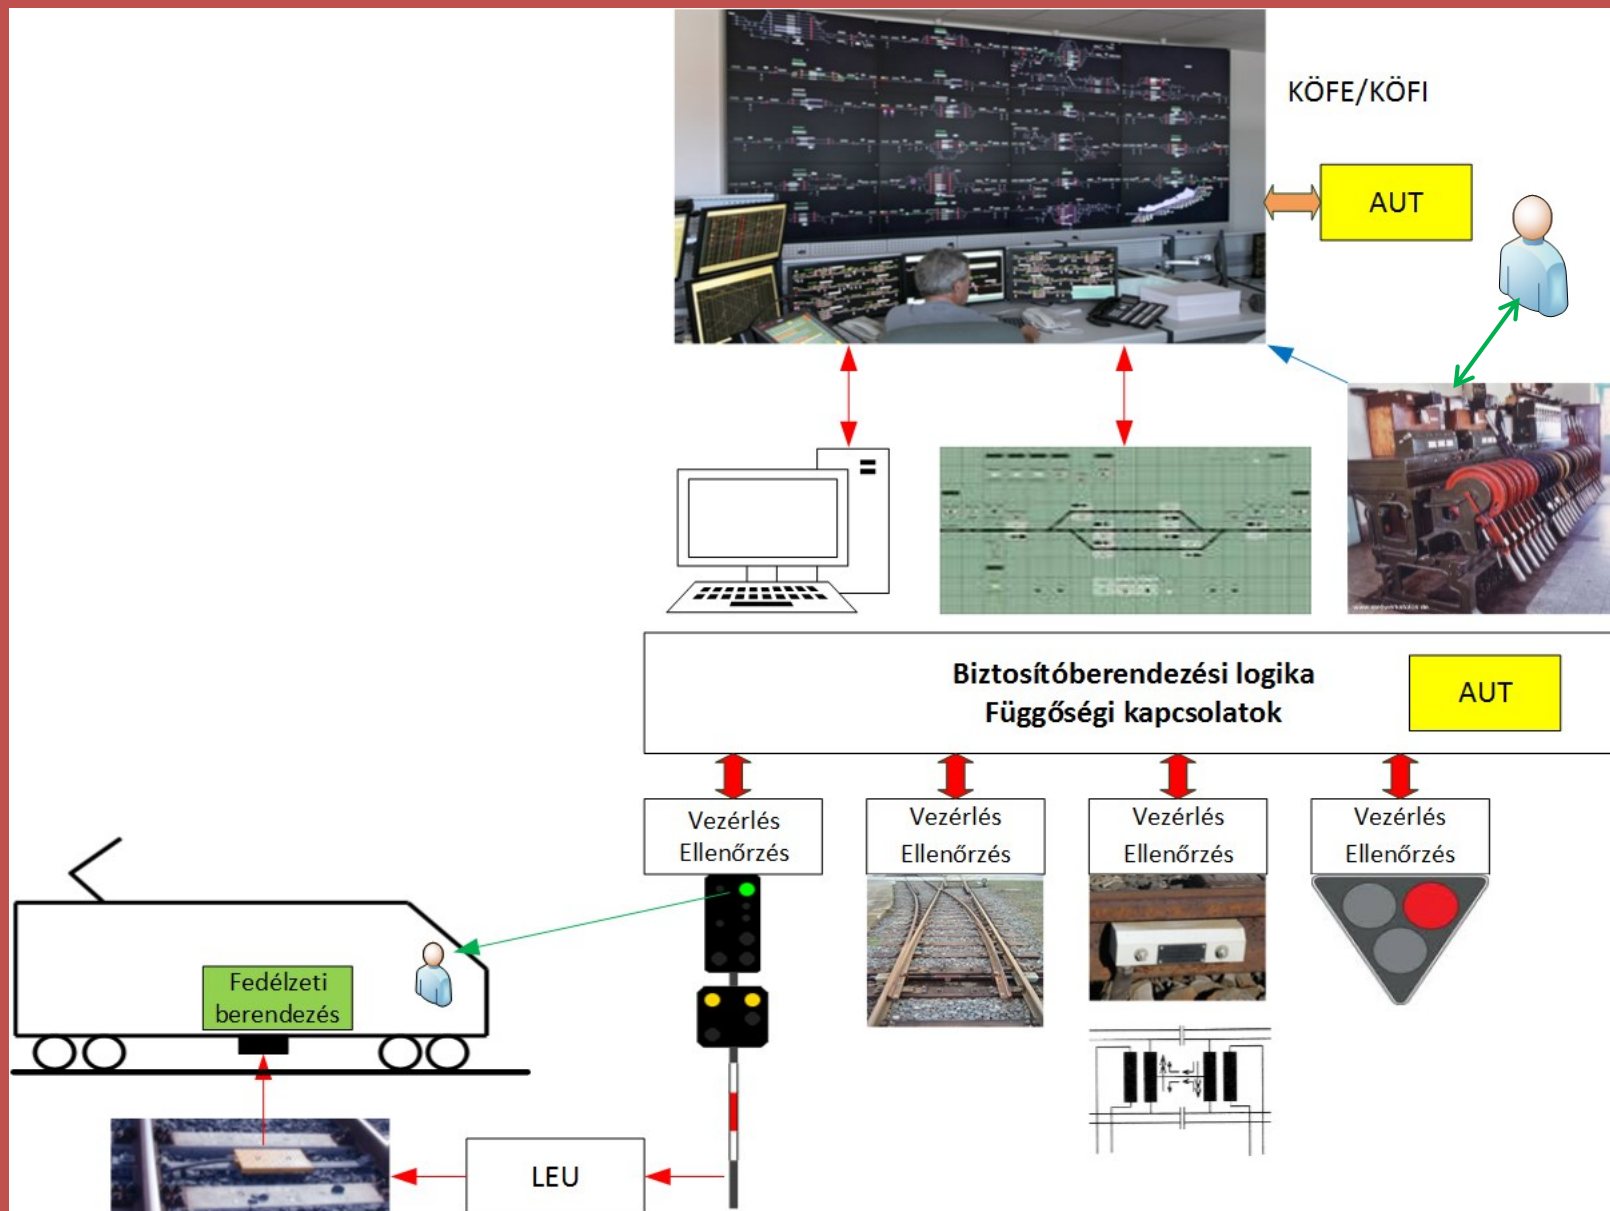 KÖFE/KÖFI
AUT
Biztosítóberendezési logika
Függőségi kapcsolatok
AUT
Vezérlés
Ellenőrzés
Vezérlés
Ellenőrzés
Vezérlés
Ellenőrzés
Vezérlés
Ellenőrzés
Fedélzeti
berendezés
LEU